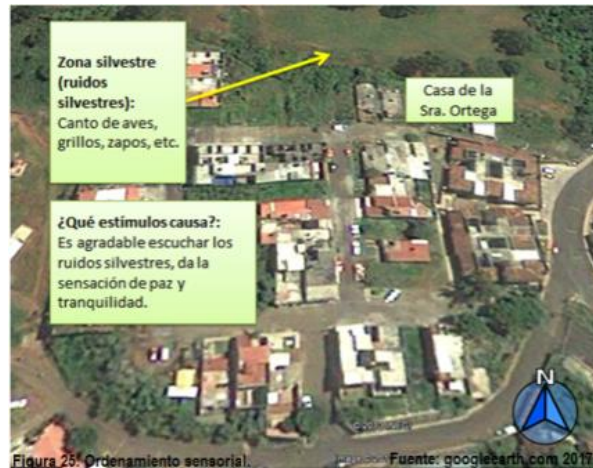 Zona silvestre
(ruidos
silvestres):
Canto de aves,
grillos, zapos, etc.
Casa de la
Sra. Ortega
¿Qué estímulos causa?:
Es agradable escuchar los
ruidos silvestres, da la
sensación de paz y
tranquilidad.
N
Figura 25. Ordenamiento sensorial.
Fuente: googleearth.com 2017